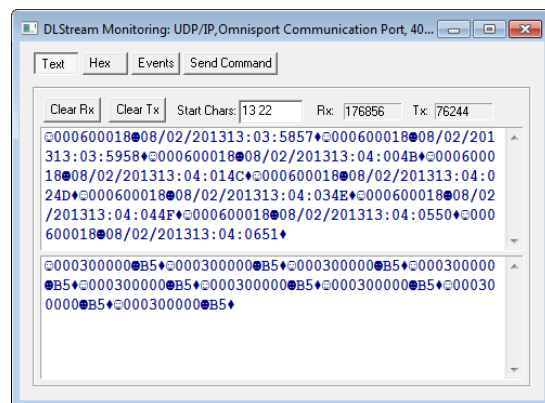 DLStream Monitoring: UDP/IP,Omnisport Communication Port, 40...
Text Hex Events Send Command
Clear Rx Clear Tx Start Chars: 13 22 Rx: 176856 Tx: 76244
☺000600018☻08/02/201313:03:5857♦☺000600018☻08/02/201
313:03:5958♦☺000600018☻08/02/201313:04:004B♦☺0006000
18☻08/02/201313:04:014C♦☺000600018☻08/02/201313:04:0
24D♦☺000600018☻08/02/201313:04:034E♦☺000600018☻08/02
/201313:04:044F♦☺000600018☻08/02/201313:04:0550♦☺000
600018☻08/02/201313:04:0651♦
☺000300000☻B5♦☺000300000☻B5♦☺000300000☻B5♦☺000300000
☻B5♦☺000300000☻B5♦☺000300000☻B5♦☺000300000☻B5♦☺00030
0000☻B5♦☺000300000☻B5♦